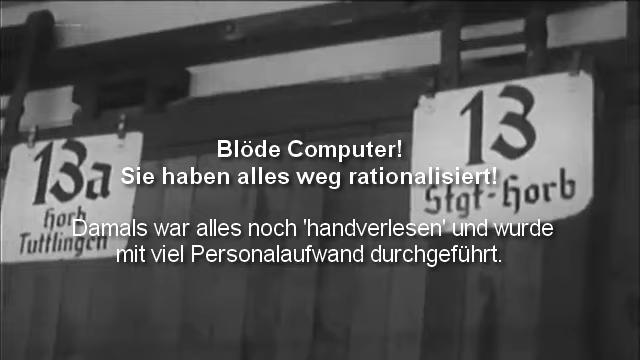 13a
Horb
Tuttlingen
13
Stgt-Horb
Blöde Computer!
Sie haben alles weg rationalisiert!
Damals war alles noch 'handverlesen' und wurde
mit viel Personalaufwand durchgeführt.